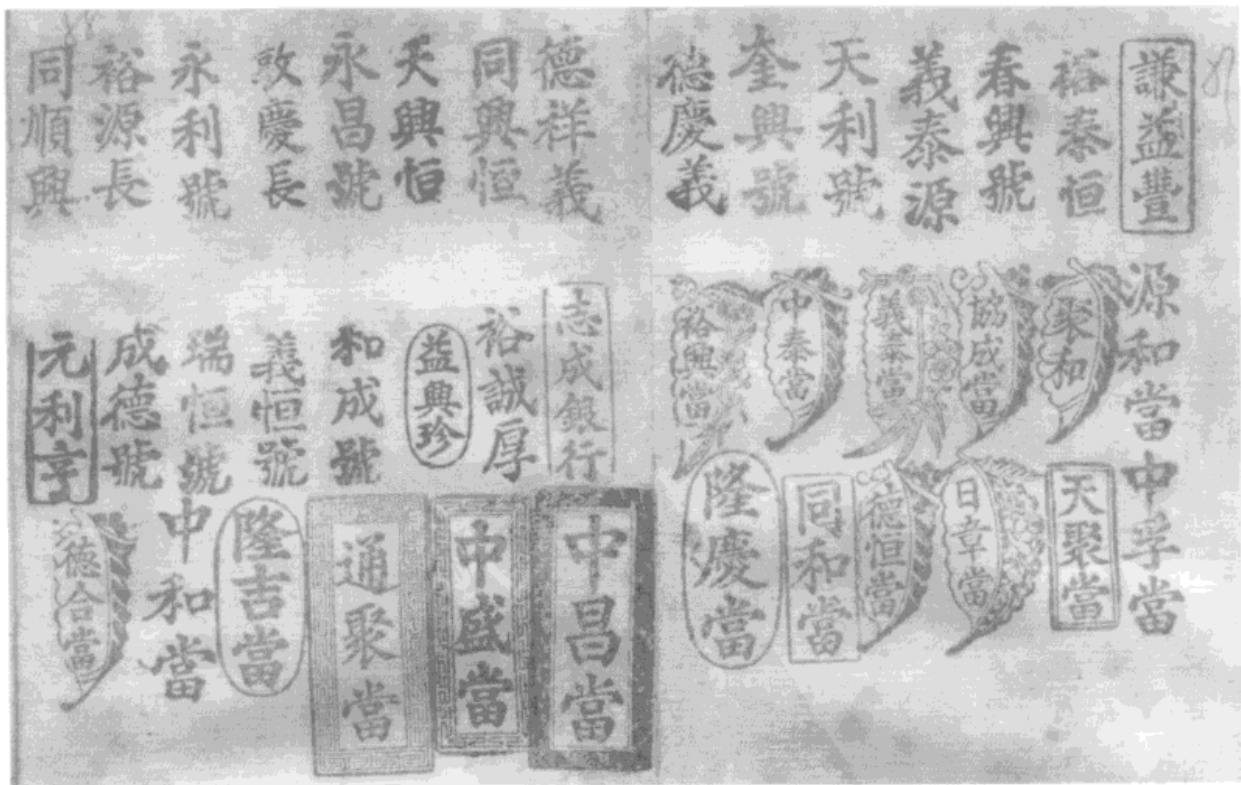 謙益豐
裕泰恒
春興號
義泰源
天利號
奎興號
德慶義
德祥義
同興恒
天興恒
永昌號
敦慶長
永利號
裕源長
同順興
源和當
聚和
協成當
義泰當
中泰當
裕興當
志成銀行
裕誠厚
益興珍
和成號
義恒號
瑞恒號
成德號
元利亨
中孚當
天聚當
日章當
德恒當
同和當
隆慶當
中昌當
中盛當
通聚當
隆吉當
中和當
德合當